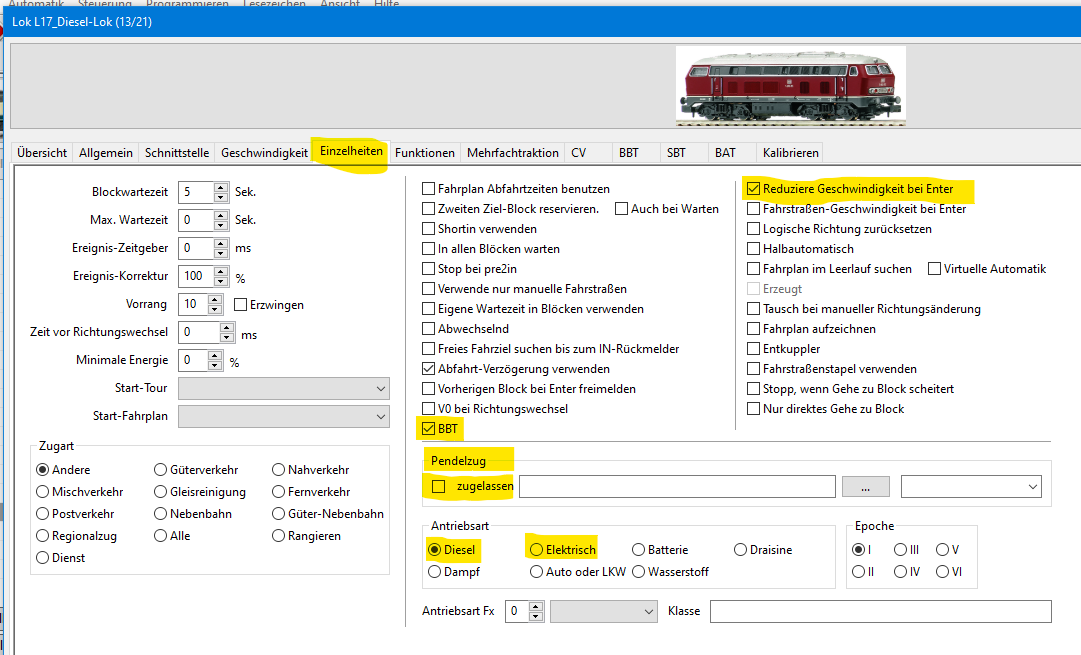 Automatik Steuerung Programmieren Lesezeichen Ansicht Hilfe
Lok L17_Diesel-Lok (13/21)
Übersicht Allgemein Schnittstelle Geschwindigkeit Einzelheiten Funktionen Mehrfachtraktion CV BBT SBT BAT Kalibrieren
Blockwartezeit 5 Sek.
Max. Wartezeit 0 Sek.
Ereignis-Zeitgeber 0 ms
Ereignis-Korrektur 100 %
Vorrang 10 Erzwingen
Zeit vor Richtungswechsel 0 ms
Minimale Energie 0 %
Start-Tour
Start-Fahrplan
Zugart
Andere Güterverkehr Nahverkehr
Mischverkehr Gleisreinigung Fernverkehr
Postverkehr Nebenbahn Güter-Nebenbahn
Regionalzug Alle Rangieren
Dienst
Fahrplan Abfahrtzeiten benutzen
Zweiten Ziel-Block reservieren. Auch bei Warten
Shortin verwenden
In allen Blöcken warten
Stop bei pre2in
Verwende nur manuelle Fahrstraßen
Eigene Wartezeit in Blöcken verwenden
Abwechselnd
Freies Fahrziel suchen bis zum IN-Rückmelder
Abfahrt-Verzögerung verwenden
Vorherigen Block bei Enter freimelden
V0 bei Richtungswechsel
BBT
Reduziere Geschwindigkeit bei Enter
Fahrstraßen-Geschwindigkeit bei Enter
Logische Richtung zurücksetzen
Halbautomatisch
Fahrplan im Leerlauf suchen Virtuelle Automatik
Erzeugt
Tausch bei manueller Richtungsänderung
Fahrplan aufzeichnen
Entkuppler
Fahrstraßenstapel verwenden
Stopp, wenn Gehe zu Block scheitert
Nur direktes Gehe zu Block
Pendelzug
zugelassen ...
Antriebsart
Diesel Elektrisch Batterie Draisine
Dampf Auto oder LKW Wasserstoff
Epoche
I III V
II IV VI
Antriebsart Fx 0 Klasse